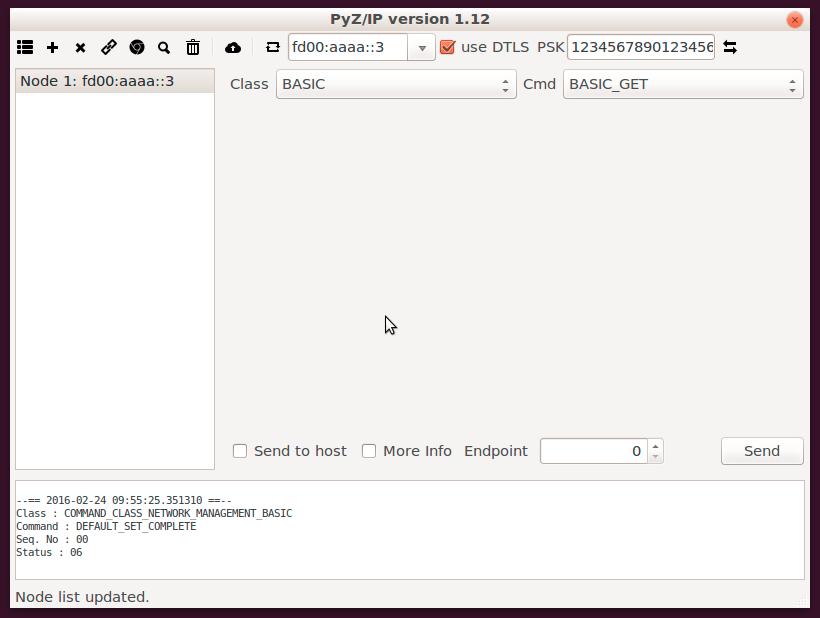 PyZ/IP version 1.12
fd00:aaaa::3 use DTLS PSK 1234567890123456
Node 1: fd00:aaaa::3
Class BASIC Cmd BASIC_GET
Send to host More Info Endpoint 0 Send
--== 2016-02-24 09:55:25.351310 ==--
Class : COMMAND_CLASS_NETWORK_MANAGEMENT_BASIC
Command : DEFAULT_SET_COMPLETE
Seq. No : 00
Status : 06
Node list updated.